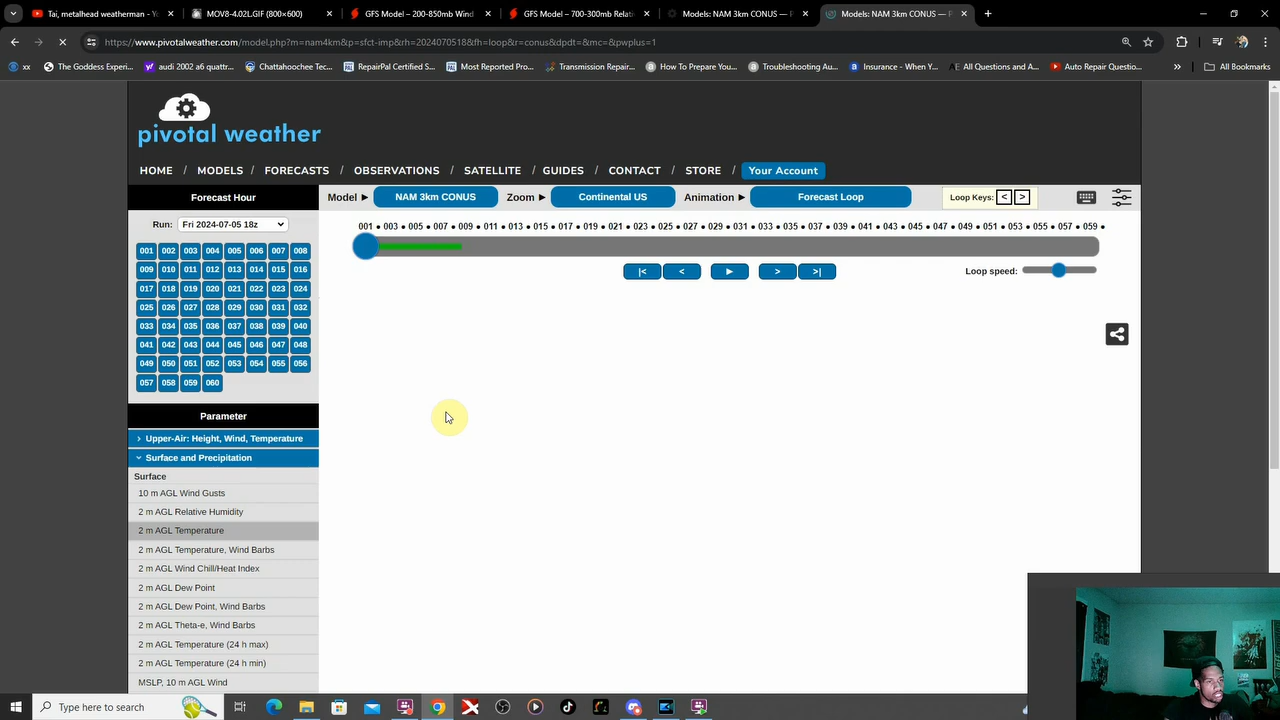 Tai, metalhead weatherman - Yo
MOV8-4.02L.GIF (800×600)
GFS Model – 200-850mb Wind
GFS Model – 700-300mb Relati
Models: NAM 3km CONUS — P
Models: NAM 3km CONUS — P
https://www.pivotalweather.com/model.php?m=nam4km&p=sfct-imp&rh=2024070518&fh=loop&r=conus&dpdt=&mc=&pwplus=1
xx
The Goddess Experi...
audi 2002 a6 quattr...
Chattahoochee Tec...
RepairPal Certified S...
Most Reported Pro...
Transmission Repair...
How To Prepare You...
Troubleshooting Au...
Insurance - When Y...
All Questions and A...
Auto Repair Questio...
All Bookmarks
pivotal weather
HOME / MODELS / FORECASTS / OBSERVATIONS / SATELLITE / GUIDES / CONTACT / STORE / Your Account
Forecast Hour
Model NAM 3km CONUS Zoom Continental US Animation Forecast Loop
Loop Keys: < >
Run: Fri 2024-07-05 18z
001 • 003 • 005 • 007 • 009 • 011 • 013 • 015 • 017 • 019 • 021 • 023 • 025 • 027 • 029 • 031 • 033 • 035 • 037 • 039 • 041 • 043 • 045 • 047 • 049 • 051 • 053 • 055 • 057 • 059 •
|< < > >|
Loop speed:
001 002 003 004 005 006 007 008
009 010 011 012 013 014 015 016
017 018 019 020 021 022 023 024
025 026 027 028 029 030 031 032
033 034 035 036 037 038 039 040
041 042 043 044 045 046 047 048
049 050 051 052 053 054 055 056
057 058 059 060
Parameter
Upper-Air: Height, Wind, Temperature
Surface and Precipitation
Surface
10 m AGL Wind Gusts
2 m AGL Relative Humidity
2 m AGL Temperature
2 m AGL Temperature, Wind Barbs
2 m AGL Wind Chill/Heat Index
2 m AGL Dew Point
2 m AGL Dew Point, Wind Barbs
2 m AGL Theta-e, Wind Barbs
2 m AGL Temperature (24 h max)
2 m AGL Temperature (24 h min)
MSLP, 10 m AGL Wind
Type here to search